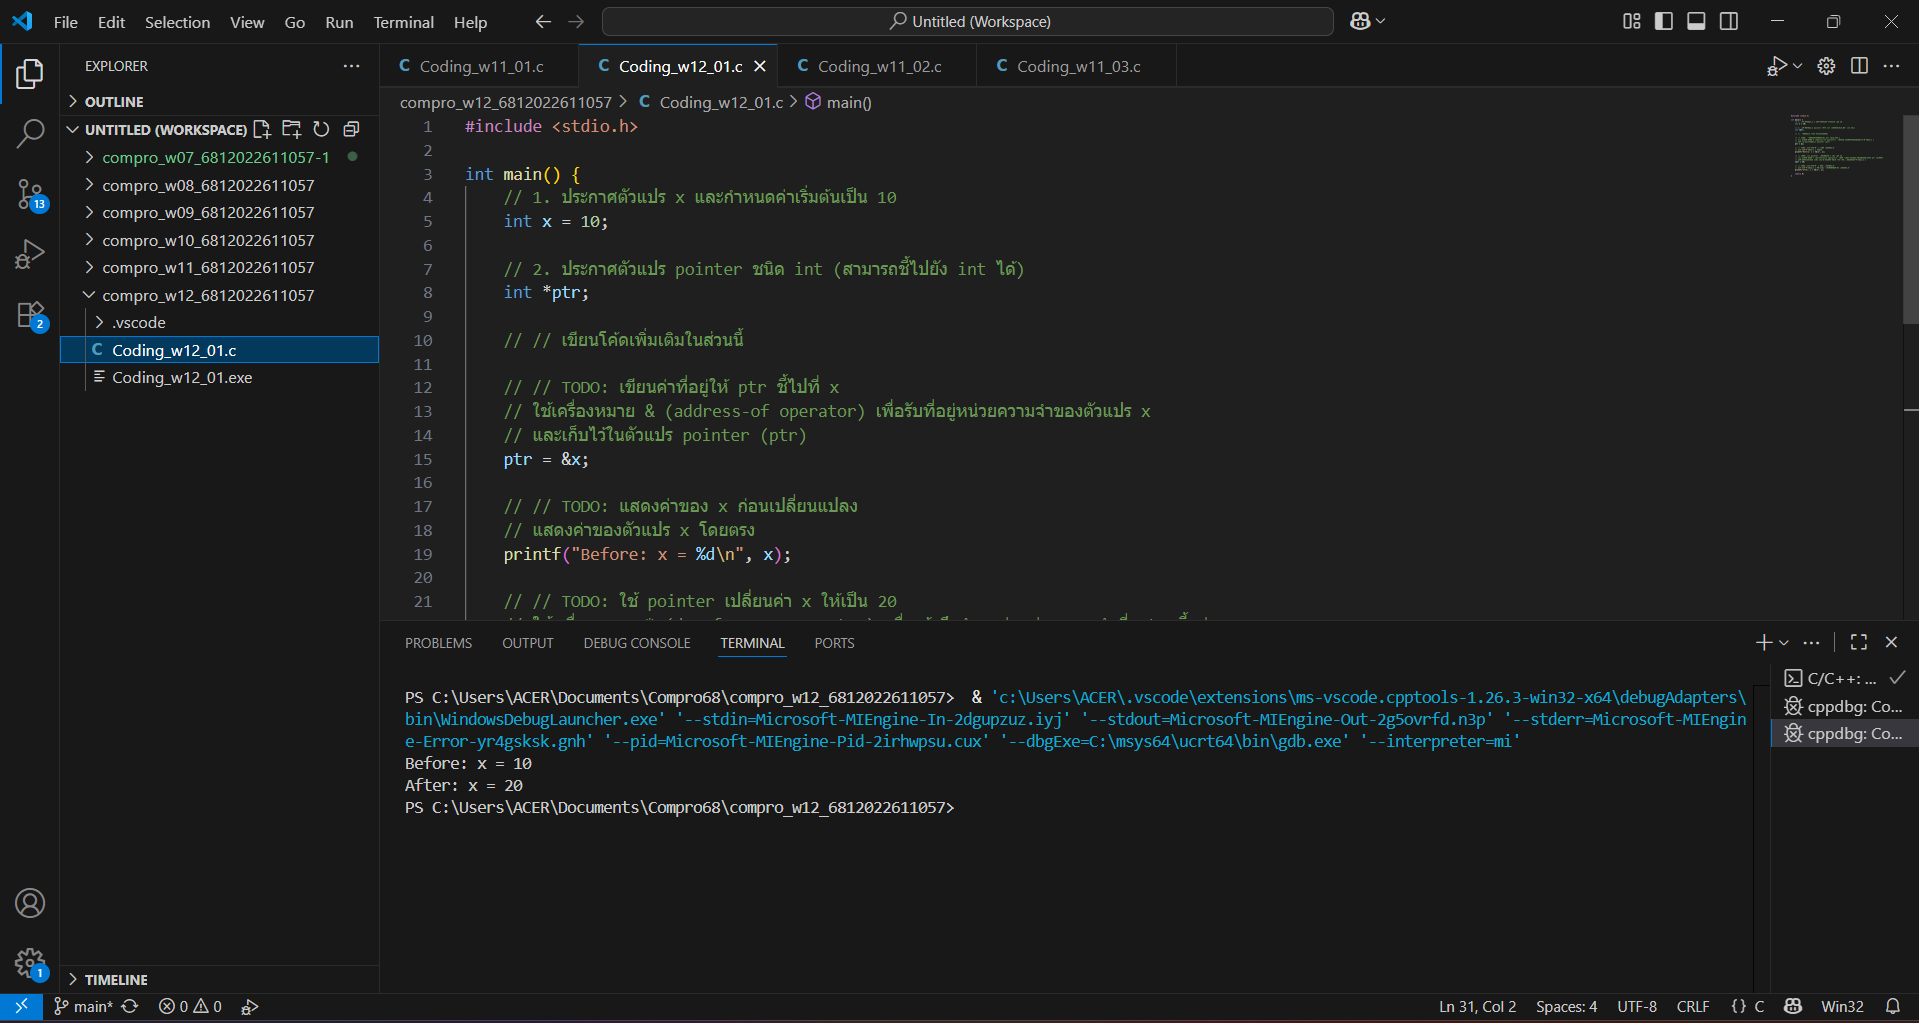 File Edit Selection View Go Run Terminal Help
Untitled (Workspace)
EXPLORER
OUTLINE
UNTITLED (WORKSPACE)
compro_w07_6812022611057-1
compro_w08_6812022611057
compro_w09_6812022611057
compro_w10_6812022611057
compro_w11_6812022611057
compro_w12_6812022611057
.vscode
C Coding_w12_01.c
Coding_w12_01.exe
TIMELINE
13
2
1
C Coding_w11_01.c
C Coding_w12_01.c
C Coding_w11_02.c
C Coding_w11_03.c
compro_w12_6812022611057 > C Coding_w12_01.c > main()
1 #include <stdio.h>
2
3 int main() {
4 // 1. ประกาศตัวแปร x และกำหนดค่าเริ่มต้นเป็น 10
5 int x = 10;
6
7 // 2. ประกาศตัวแปร pointer ชนิด int (สามารถชี้ไปยัง int ได้)
8 int *ptr;
9
10 // // เขียนโค้ดเพิ่มเติมในส่วนนี้
11
12 // // TODO: เขียนค่าที่อยู่ให้ ptr ชี้ไปที่ x
13 // ใช้เครื่องหมาย & (address-of operator) เพื่อรับที่อยู่หน่วยความจำของตัวแปร x
14 // และเก็บไว้ในตัวแปร pointer (ptr)
15 ptr = &x;
16
17 // // TODO: แสดงค่าของ x ก่อนเปลี่ยนแปลง
18 // แสดงค่าของตัวแปร x โดยตรง
19 printf("Before: x = %d\n", x);
20
21 // // TODO: ใช้ pointer เปลี่ยนค่า x ให้เป็น 20
PROBLEMS OUTPUT DEBUG CONSOLE TERMINAL PORTS
PS C:\Users\ACER\Documents\Compro68\compro_w12_6812022611057> & 'c:\Users\ACER\.vscode\extensions\ms-vscode.cpptools-1.26.3-win32-x64\debugAdapters\
bin\WindowsDebugLauncher.exe' '--stdin=Microsoft-MIEngine-In-2dgupzuz.iyj' '--stdout=Microsoft-MIEngine-Out-2g5ovrfd.n3p' '--stderr=Microsoft-MIEngin
e-Error-yr4gsksk.gnh' '--pid=Microsoft-MIEngine-Pid-2irhwpsu.cux' '--dbgExe=C:\msys64\ucrt64\bin\gdb.exe' '--interpreter=mi'
Before: x = 10
After: x = 20
PS C:\Users\ACER\Documents\Compro68\compro_w12_6812022611057>
C/C++: ...
cppdbg: Co...
cppdbg: Co...
main* 0 0
Ln 31, Col 2 Spaces: 4 UTF-8 CRLF {} C Win32